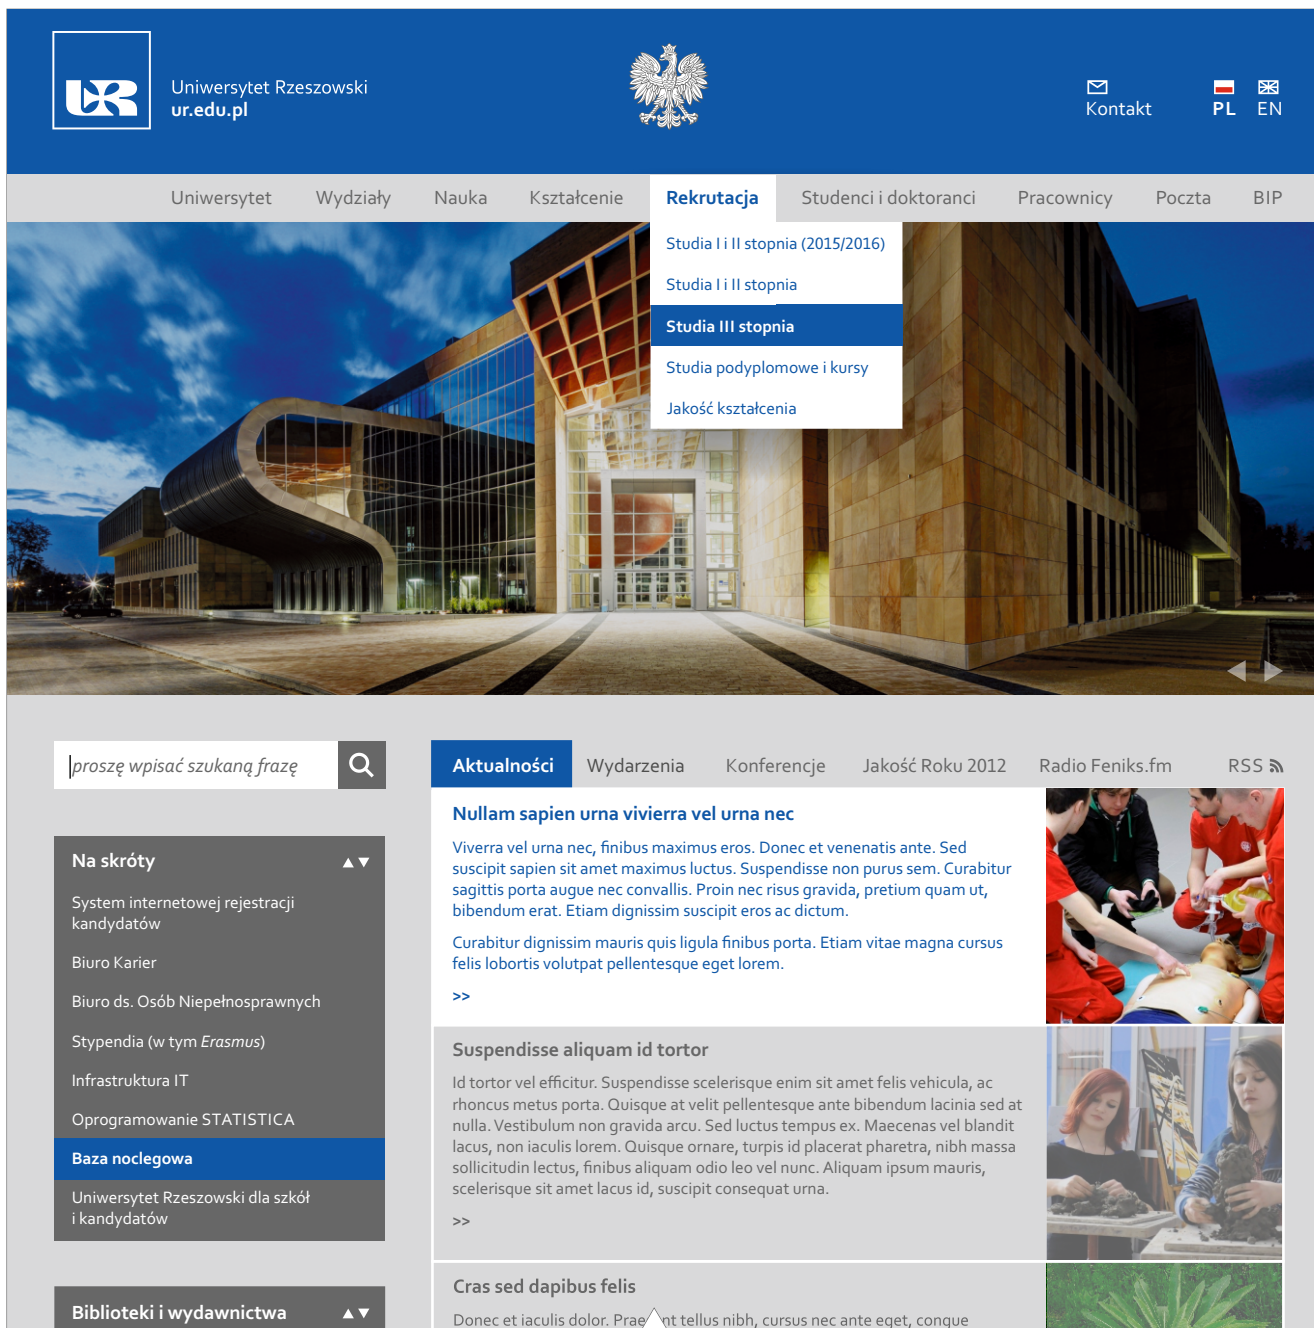 UR
Uniwersytet Rzeszowski
ur.edu.pl
Kontakt
PL
EN
Uniwersytet
Wydziały
Nauka
Kształcenie
Rekrutacja
Studenci i doktoranci
Pracownicy
Poczta
BIP
Studia I i II stopnia (2015/2016)
Studia I i II stopnia
Studia III stopnia
Studia podyplomowe i kursy
Jakość kształcenia
proszę wpisać szukaną frazę
Na skróty
System internetowej rejestracji
kandydatów
Biuro Karier
Biuro ds. Osób Niepełnosprawnych
Stypendia (w tym Erasmus)
Infrastruktura IT
Oprogramowanie STATISTICA
Baza noclegowa
Uniwersytet Rzeszowski dla szkół
i kandydatów
Biblioteki i wydawnictwa
Aktualności
Wydarzenia
Konferencje
Jakość Roku 2012
Radio Feniks.fm
RSS
Nullam sapien urna vivierra vel urna nec
Viverra vel urna nec, finibus maximus eros. Donec et venenatis ante. Sed
suscipit sapien sit amet maximus luctus. Suspendisse non purus sem. Curabitur
sagittis porta augue nec convallis. Proin nec risus gravida, pretium quam ut,
bibendum erat. Etiam dignissim suscipit eros ac dictum.
Curabitur dignissim mauris quis ligula finibus porta. Etiam vitae magna cursus
felis lobortis volutpat pellentesque eget lorem.
>>
Suspendisse aliquam id tortor
Id tortor vel efficitur. Suspendisse scelerisque enim sit amet felis vehicula, ac
rhoncus metus porta. Quisque at velit pellentesque ante bibendum lacinia sed at
nulla. Vestibulum non gravida arcu. Sed luctus tempus ex. Maecenas vel blandit
lacus, non iaculis lorem. Quisque ornare, turpis id placerat pharetra, nibh massa
sollicitudin lectus, finibus aliquam odio leo vel nunc. Aliquam ipsum mauris,
scelerisque sit amet lacus id, suscipit consequat urna.
>>
Cras sed dapibus felis
Donec et iaculis dolor. tellus nibh, cursus nec ante eget, congue